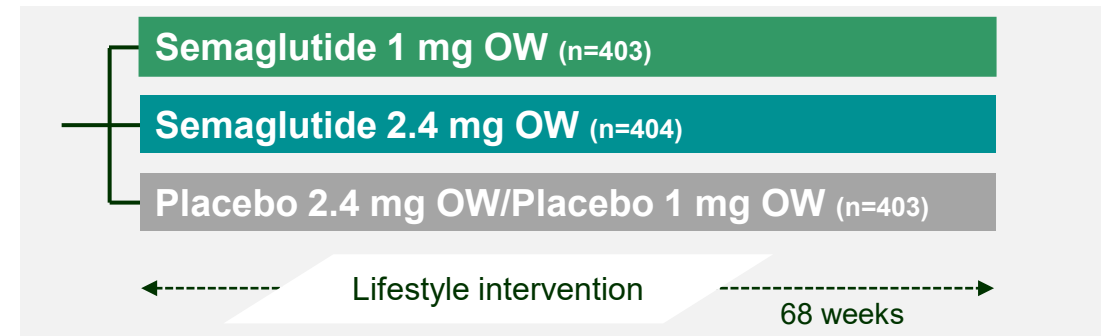 Semaglutide 1 mg OW (n=403)
Semaglutide 2.4 mg OW (n=404)
Placebo 2.4 mg OW/Placebo 1 mg OW (n=403)
Lifestyle intervention
68 weeks